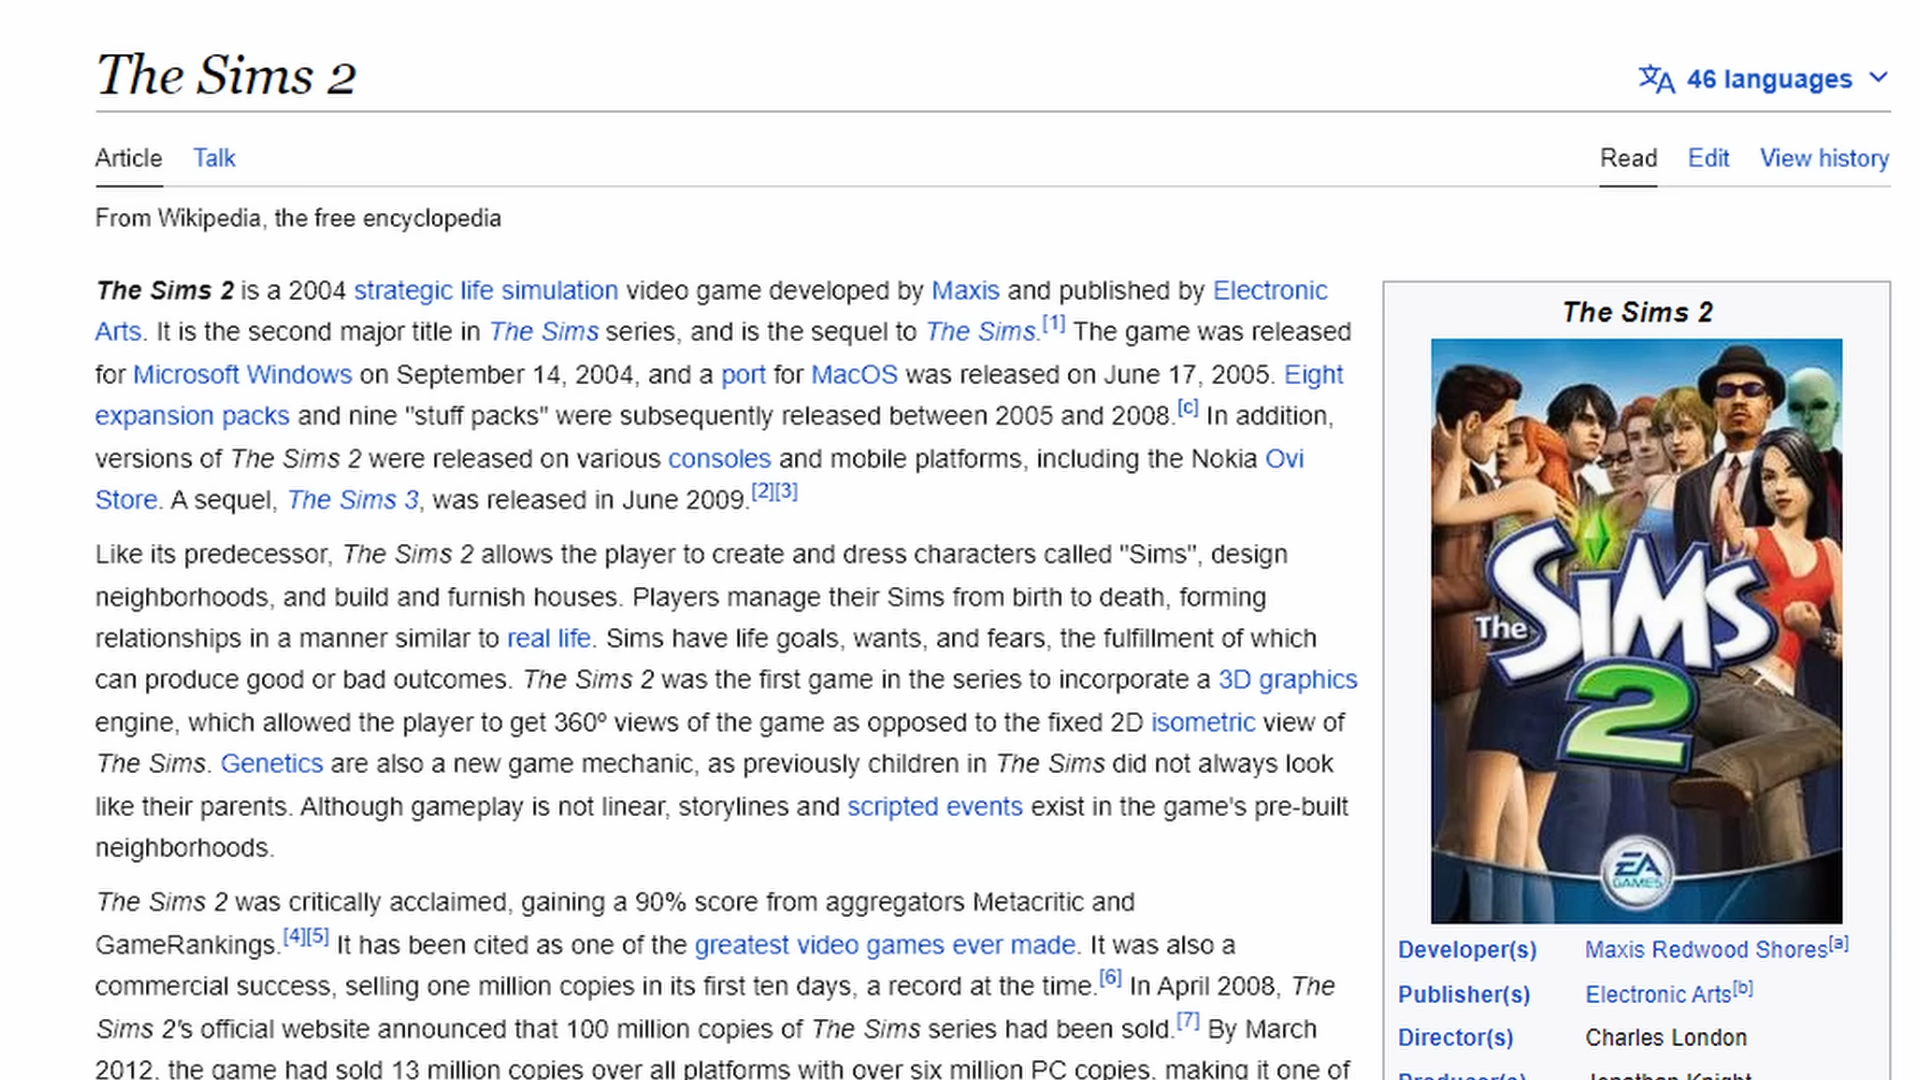 The Sims 2
46 languages
Article Talk
Read Edit View history
From Wikipedia, the free encyclopedia
The Sims 2 is a 2004 strategic life simulation video game developed by Maxis and published by Electronic
Arts. It is the second major title in The Sims series, and is the sequel to The Sims.[1] The game was released
for Microsoft Windows on September 14, 2004, and a port for MacOS was released on June 17, 2005. Eight
expansion packs and nine "stuff packs" were subsequently released between 2005 and 2008.[c] In addition,
versions of The Sims 2 were released on various consoles and mobile platforms, including the Nokia Ovi
Store. A sequel, The Sims 3, was released in June 2009.[2][3]
Like its predecessor, The Sims 2 allows the player to create and dress characters called "Sims", design
neighborhoods, and build and furnish houses. Players manage their Sims from birth to death, forming
relationships in a manner similar to real life. Sims have life goals, wants, and fears, the fulfillment of which
can produce good or bad outcomes. The Sims 2 was the first game in the series to incorporate a 3D graphics
engine, which allowed the player to get 360º views of the game as opposed to the fixed 2D isometric view of
The Sims. Genetics are also a new game mechanic, as previously children in The Sims did not always look
like their parents. Although gameplay is not linear, storylines and scripted events exist in the game's pre-built
neighborhoods.
The Sims 2 was critically acclaimed, gaining a 90% score from aggregators Metacritic and
GameRankings.[4][5] It has been cited as one of the greatest video games ever made. It was also a
commercial success, selling one million copies in its first ten days, a record at the time.[6] In April 2008, The
Sims 2's official website announced that 100 million copies of The Sims series had been sold.[7] By March
2012, the game had sold 13 million copies over all platforms with over six million PC copies, making it one of
The Sims 2
The SiMS
2
EA
GAMES
Developer(s) Maxis Redwood Shores[a]
Publisher(s) Electronic Arts[b]
Director(s) Charles London
Producer(s) Jonathan Knight